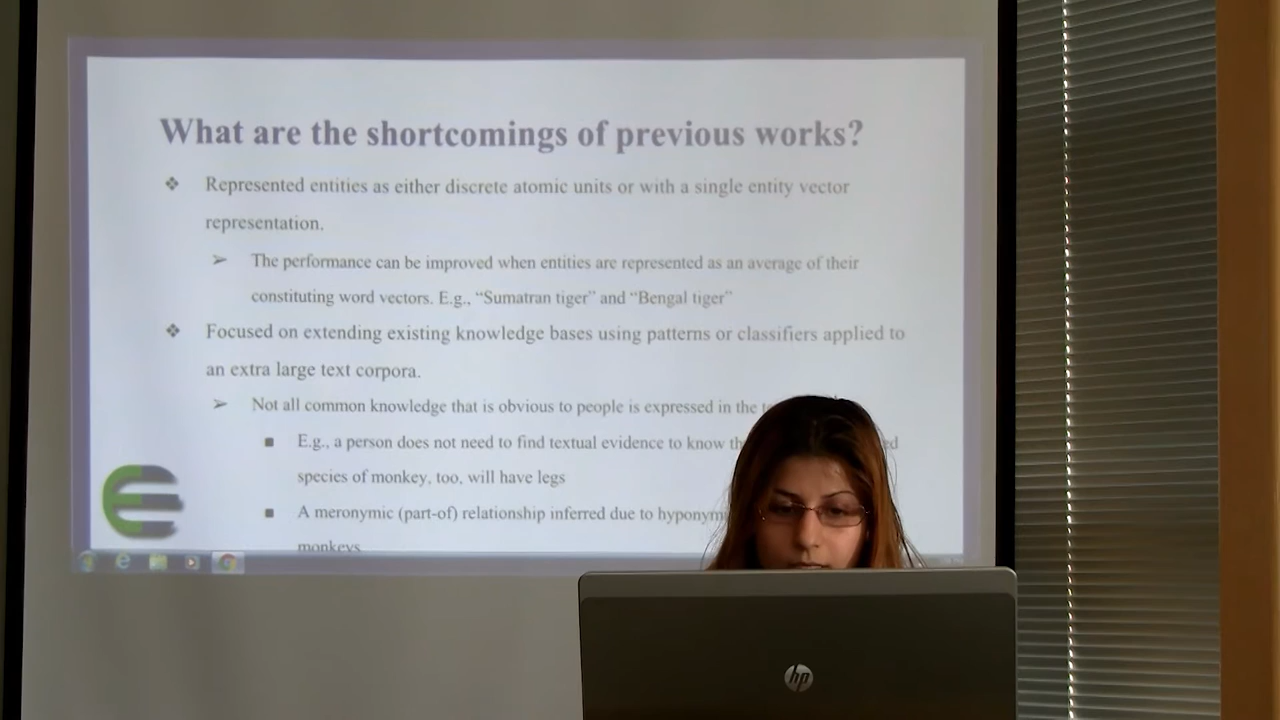 What are the shortcomings of previous works?
❖ Represented entities as either discrete atomic units or with a single entity vector
representation.
➢ The performance can be improved when entities are represented as an average of their
constituting word vectors. E.g., “Sumatran tiger” and “Bengal tiger”
❖ Focused on extending existing knowledge bases using patterns or classifiers applied to
an extra large text corpora.
➢ Not all common knowledge that is obvious to people is expressed in the
■ E.g., a person does not need to find textual evidence to know
species of monkey, too, will have legs
■ A meronymic (part-of) relationship inferred due to
monkeys
hp